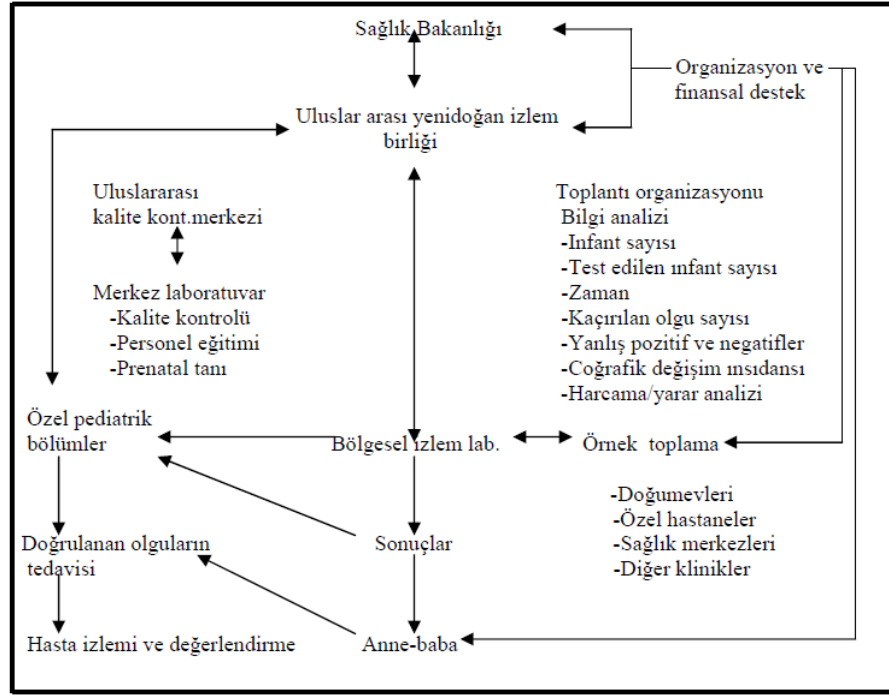 Sağlık Bakanlığı
Organizasyon ve
finansal destek
Uluslar arası yenidoğan izlem
birliği
Uluslararası
kalite kont.merkezi
Toplantı organizasyonu
Bilgi analizi
-Infant sayısı
-Test edilen ınfant sayısı
-Zaman
-Kaçırılan olgu sayısı
-Yanlış pozitif ve negatifler
-Coğrafik değişim ınsıdansı
-Harcama/yarar analizi
Merkez laboratuvar
-Kalite kontrolü
-Personel eğitimi
-Prenatal tanı
Özel pediatrik
bölümler
Bölgesel izlem lab.
Örnek toplama
-Doğumevleri
-Özel hastaneler
-Sağlık merkezleri
-Diğer klinikler
Doğrulanan olguların
tedavisi
Sonuçlar
Hasta izlemi ve değerlendirme
Anne-baba